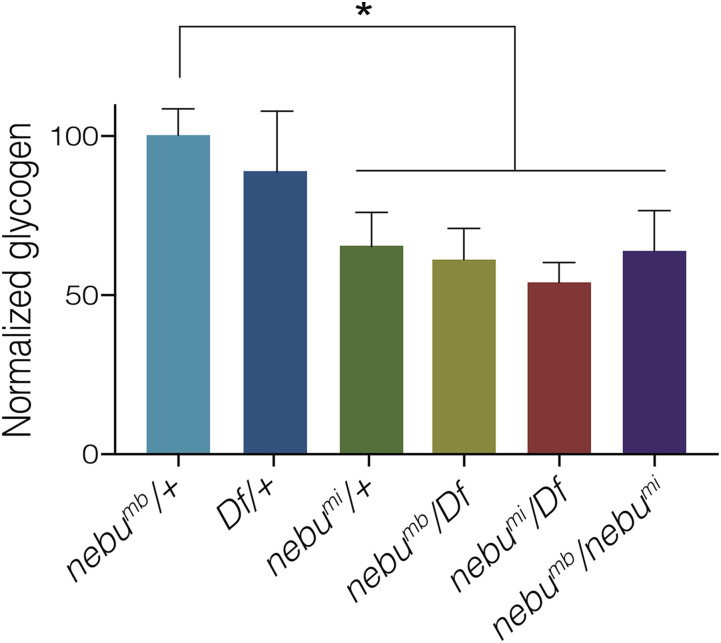 *
Normalized glycogen
100
50
0
nebu^mb/+
Df/+
nebu^mi/+
nebu^mb/Df
nebu^mi/Df
nebu^mb/nebu^mi